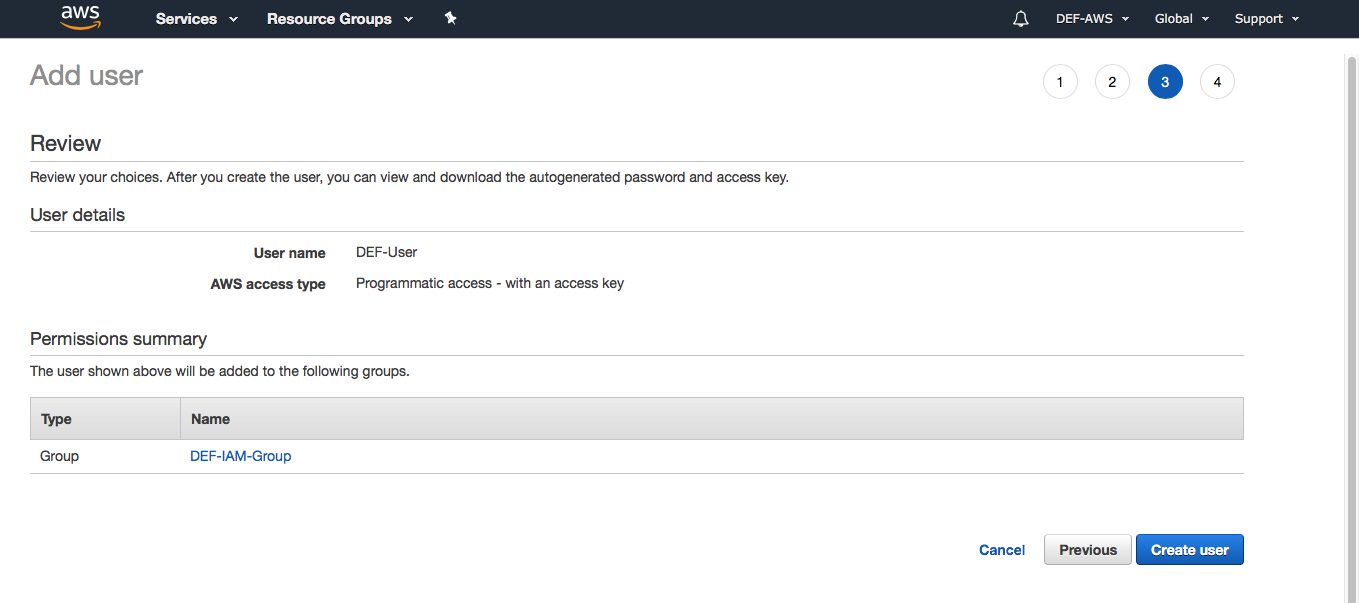 aws Services Resource Groups DEF-AWS Global Support
Add user 1 2 3 4
Review
Review your choices. After you create the user, you can view and download the autogenerated password and access key.
User details
User name DEF-User
AWS access type Programmatic access - with an access key
Permissions summary
The user shown above will be added to the following groups.
Type Name
Group DEF-IAM-Group
Cancel Previous Create user